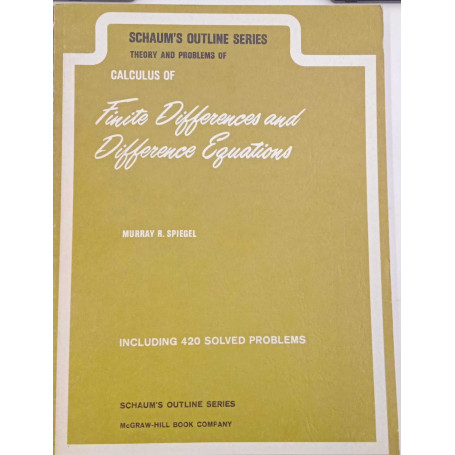 SCHAUM'S OUTLINE SERIES
THEORY AND PROBLEMS OF
CALCULUS OF
Finite Differences and
Difference Equations
MURRAY R. SPIEGEL
INCLUDING 420 SOLVED PROBLEMS
SCHAUM'S OUTLINE SERIES
McGRAW-HILL BOOK COMPANY